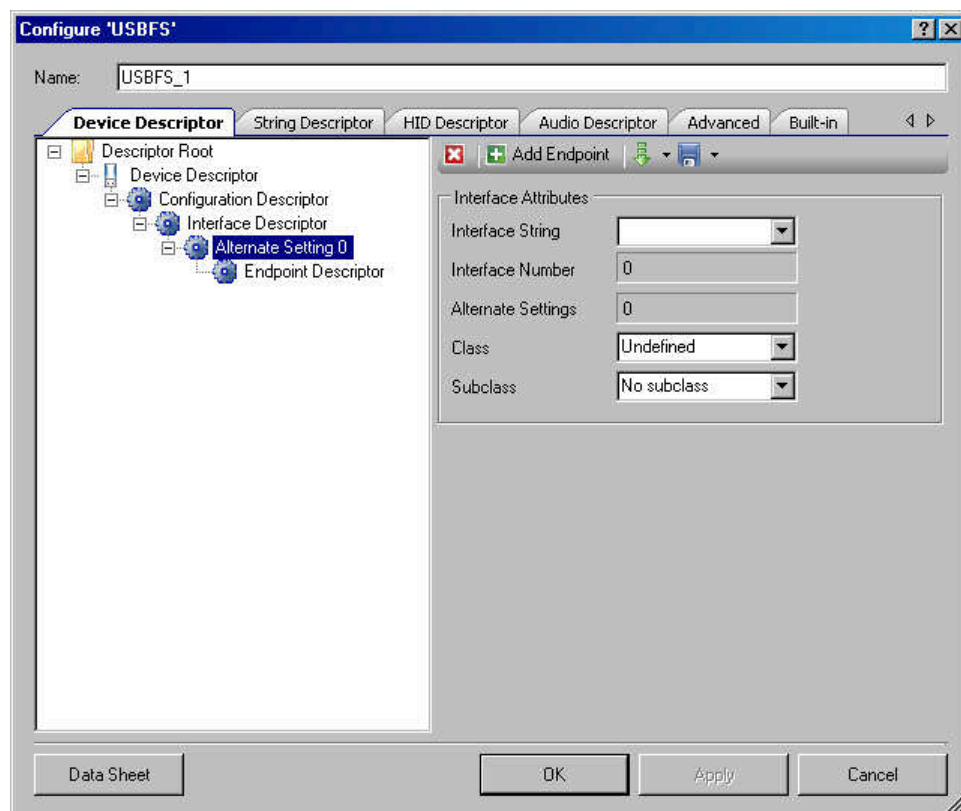 Configure 'USBFS'
Name: USBFS_1
Device Descriptor String Descriptor HID Descriptor Audio Descriptor Advanced Built-in
Descriptor Root
Device Descriptor
Configuration Descriptor
Interface Descriptor
Alternate Setting 0
Endpoint Descriptor
Add Endpoint
Interface Attributes
Interface String
Interface Number 0
Alternate Settings 0
Class Undefined
Subclass No subclass
Data Sheet OK Apply Cancel